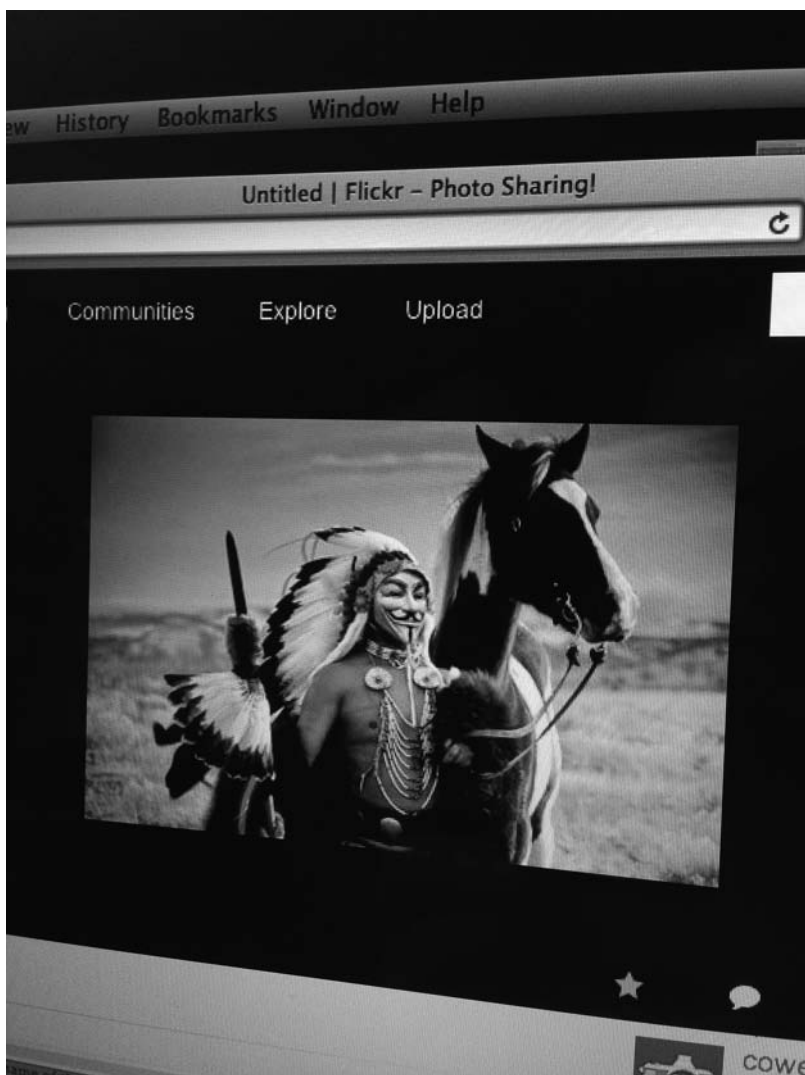 History Bookmarks Window Help
Untitled | Flickr – Photo Sharing!
Communities Explore Upload